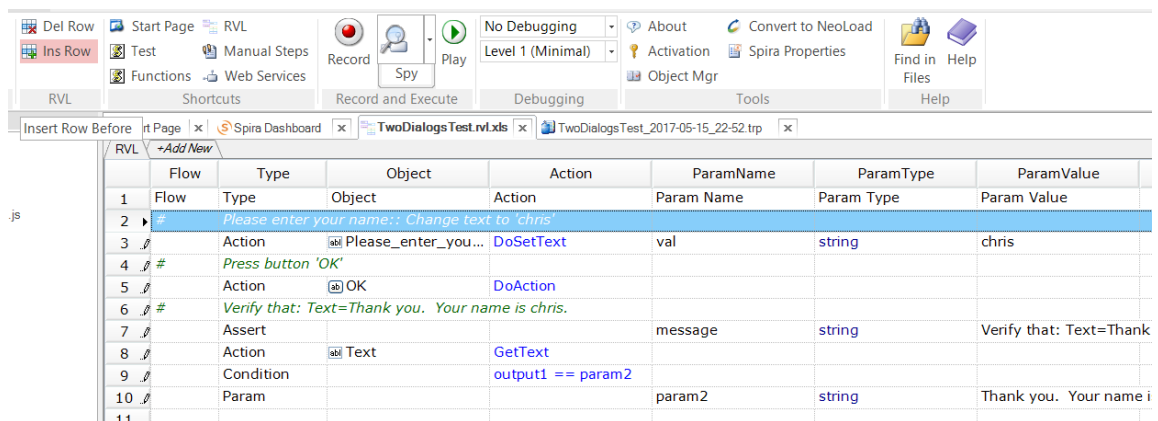 Del Row Start Page RVL No Debugging About Convert to NeoLoad
Ins Row Test Manual Steps Record Play Level 1 (Minimal) Activation Spira Properties Find in Files Help
Functions Web Services Spy Object Mgr
RVL Shortcuts Record and Execute Debugging Tools Help
Insert Row Before rt Page x Spira Dashboard x TwoDialogsTest.rvl.xls x TwoDialogsTest_2017-05-15_22-52.trp x
RVL +Add New
Flow Type Object Action ParamName ParamType ParamValue
1 Flow Type Object Action Param Name Param Type Param Value
.js
2 # Please enter your name:: Change text to 'chris'
3 Action Please_enter_you... DoSetText val string chris
4 # Press button 'OK'
5 Action OK DoAction
6 # Verify that: Text=Thank you. Your name is chris.
7 Assert message string Verify that: Text=Thank
8 Action Text GetText
9 Condition output1 == param2
10 Param param2 string Thank you. Your name i
11